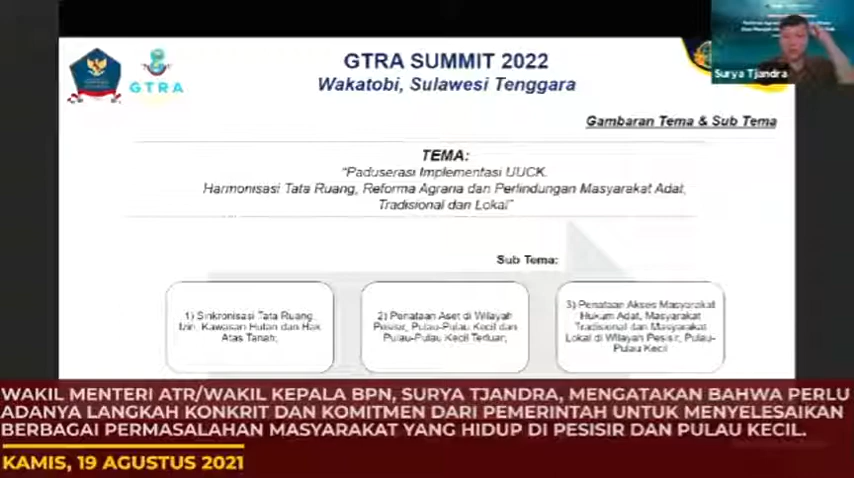 GTRA SUMMIT 2022
Wakatobi, Sulawesi Tenggara
GTRA
Surya Tjandra
Gambaran Tema & Sub Tema
TEMA:
"Paduserasi Implementasi UUCK.
Harmonisasi Tata Ruang, Reforma Agraria dan Perlindungan Masyarakat Adat,
Tradisional dan Lokal"
Sub Tema:
1) Sinkronisasi Tata Ruang,
Izin, Kawasan Hutan dan Hak
Atas Tanah;
2) Penataan Aset di Wilayah
Pesisir, Pulau-Pulau Kecil dan
Pulau-Pulau Kecil Terluar;
3) Penataan Akses Masyarakat
Hukum Adat, Masyarakat
Tradisional dan Masyarakat
Lokal di Wilayah Pesisir, Pulau-
Pulau Kecil
WAKIL MENTERI ATR/WAKIL KEPALA BPN, SURYA TJANDRA, MENGATAKAN BAHWA PERLU
ADANYA LANGKAH KONKRIT DAN KOMITMEN DARI PEMERINTAH UNTUK MENYELESAIKAN
BERBAGAI PERMASALAHAN MASYARAKAT YANG HIDUP DI PESISIR DAN PULAU KECIL.
KAMIS, 19 AGUSTUS 2021